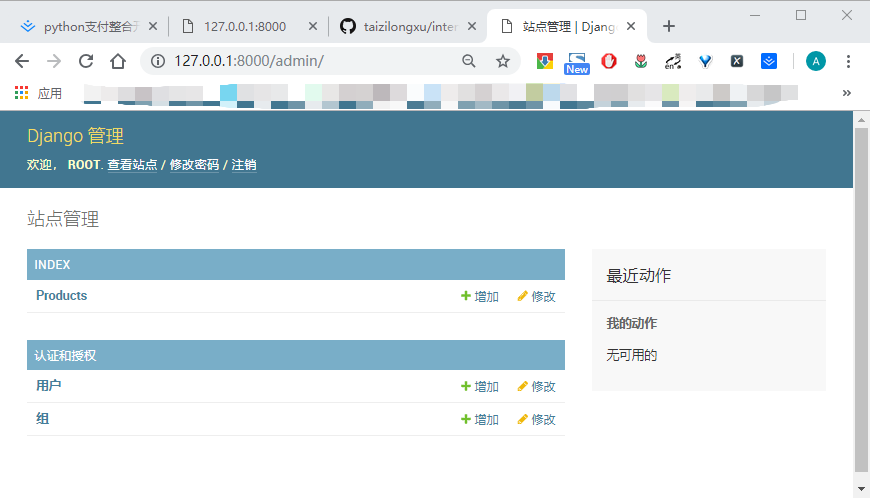 python支付整合开
127.0.0.1:8000
taizilongxu/inter
站点管理 | Django
127.0.0.1:8000/admin/
New
en
A
应用
Django 管理
欢迎， ROOT. 查看站点 / 修改密码 / 注销
站点管理
INDEX
Products 增加 修改
认证和授权
用户 增加 修改
组 增加 修改
最近动作
我的动作
无可用的